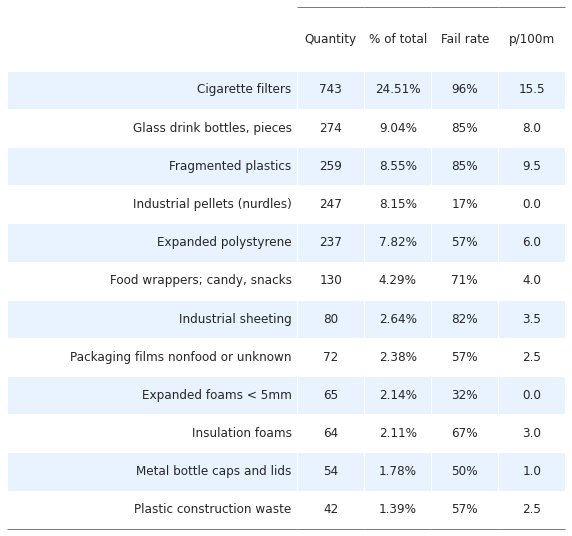 Quantity % of total Fail rate p/100m
Cigarette filters 743 24.51% 96% 15.5
Glass drink bottles, pieces 274 9.04% 85% 8.0
Fragmented plastics 259 8.55% 85% 9.5
Industrial pellets (nurdles) 247 8.15% 17% 0.0
Expanded polystyrene 237 7.82% 57% 6.0
Food wrappers; candy, snacks 130 4.29% 71% 4.0
Industrial sheeting 80 2.64% 82% 3.5
Packaging films nonfood or unknown 72 2.38% 57% 2.5
Expanded foams < 5mm 65 2.14% 32% 0.0
Insulation foams 64 2.11% 67% 3.0
Metal bottle caps and lids 54 1.78% 50% 1.0
Plastic construction waste 42 1.39% 57% 2.5